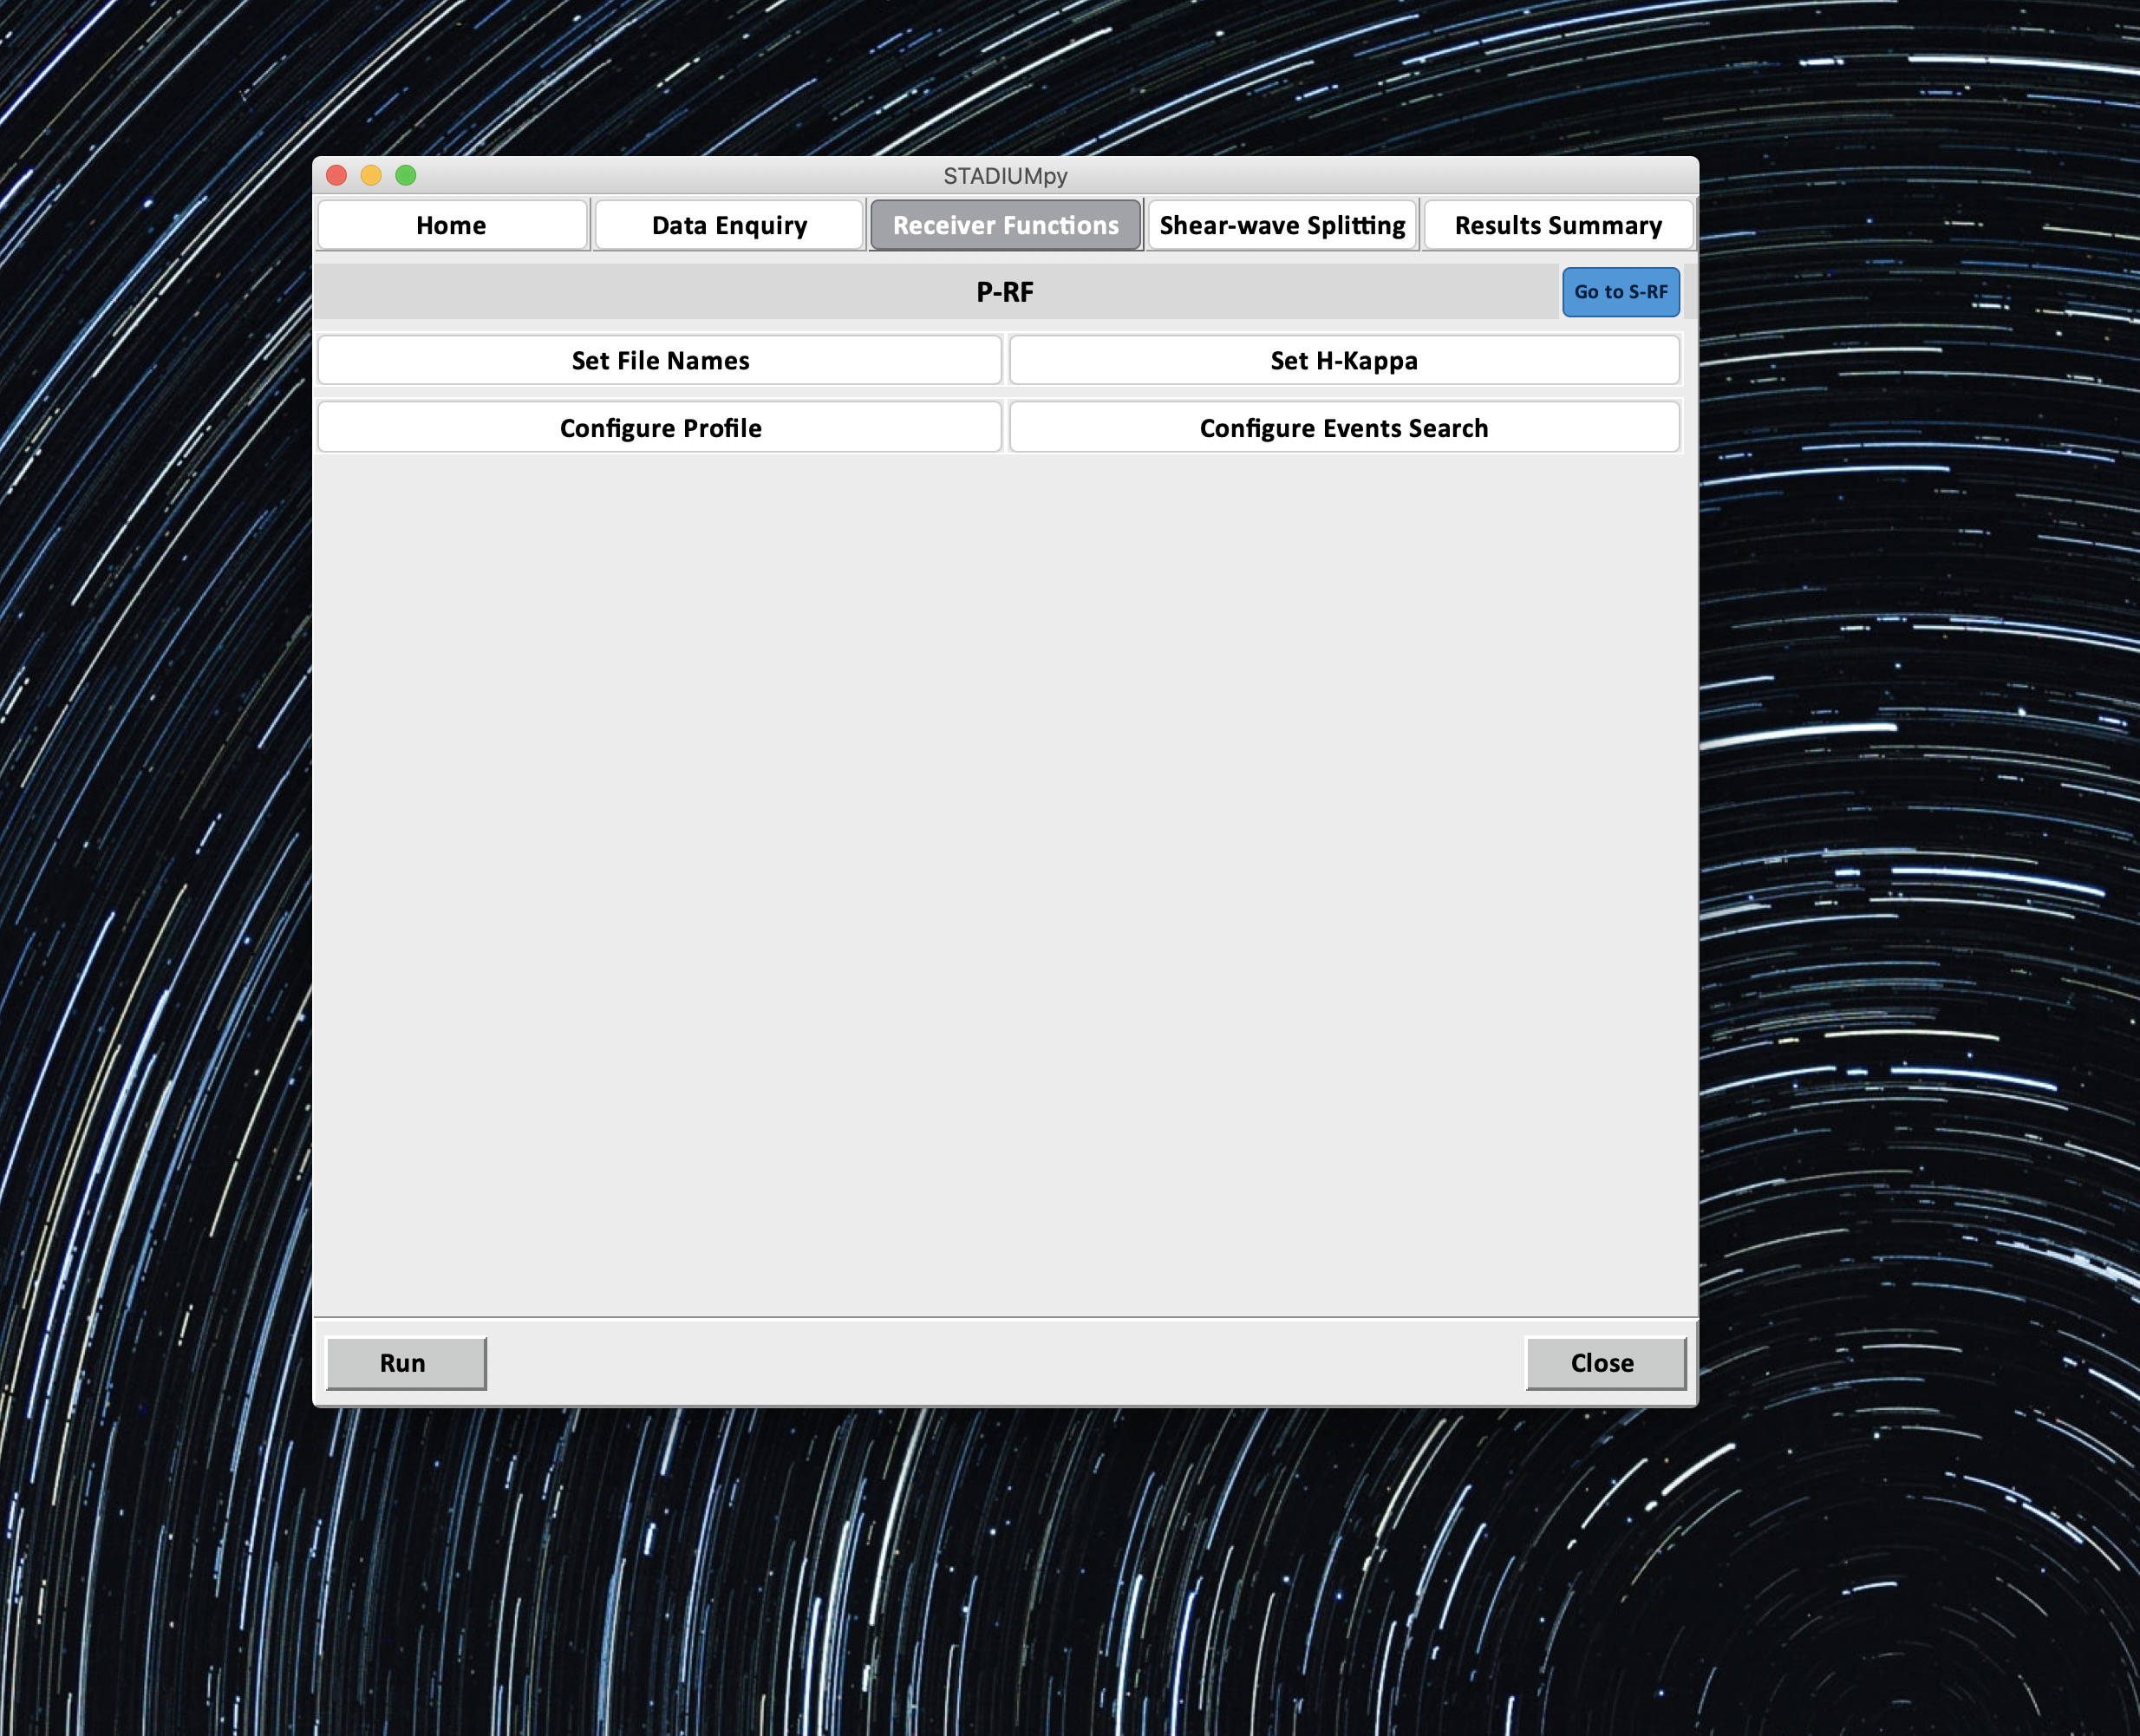 STADIUMpy
Home Data Enquiry Receiver Functions Shear-wave Splitting Results Summary
P-RF Go to S-RF
Set File Names Set H-Kappa
Configure Profile Configure Events Search
Run Close